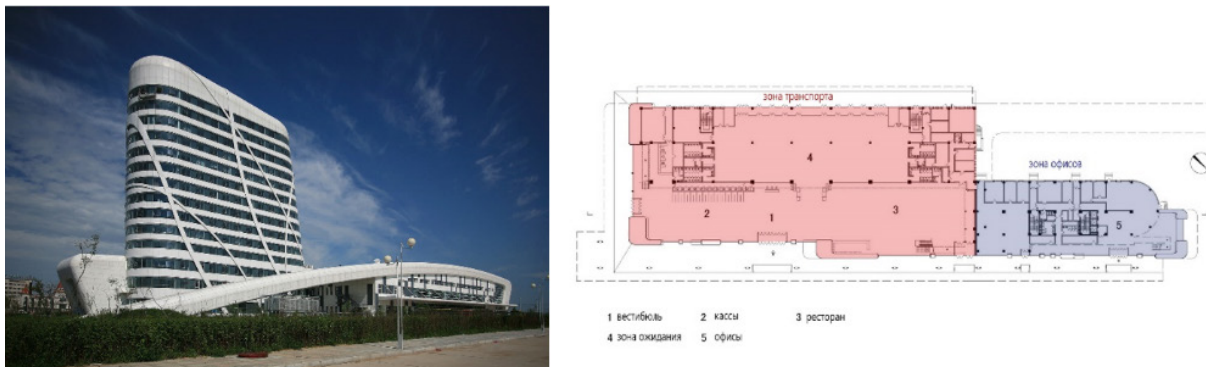 зона транспорта
зона офисов
4
2
1
3
5
1 вестибюль 2 кассы 3 ресторан
4 зона ожидания 5 офисы